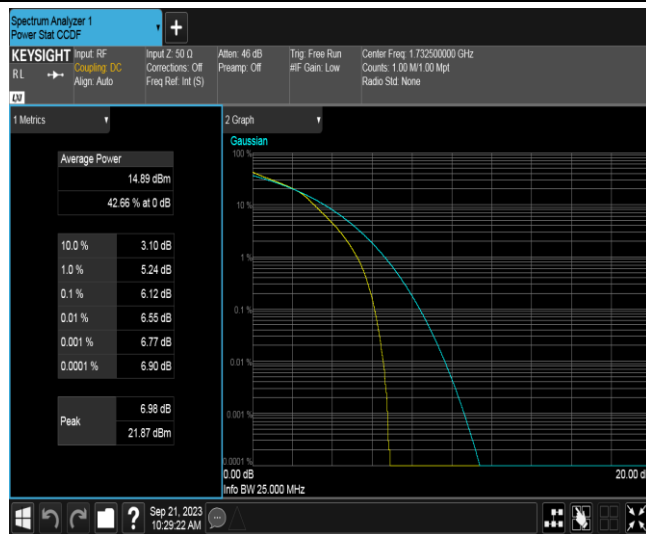 Spectrum Analyzer 1
Power Stat CCDF
+
KEYSIGHT
RL
LXI
Input: RF
Coupling: DC
Align: Auto
Input Z: 50 Ω
Corrections: Off
Freq Ref: Int (S)
Atten: 46 dB
Preamp: Off
Trig: Free Run
#IF Gain: Low
Center Freq: 1.732500000 GHz
Counts: 1.00 M/1.00 Mpt
Radio Std: None
1 Metrics
Average Power
14.89 dBm
42.66 % at 0 dB
10.0 % 3.10 dB
1.0 % 5.24 dB
0.1 % 6.12 dB
0.01 % 6.55 dB
0.001 % 6.77 dB
0.0001 % 6.90 dB
Peak
6.98 dB
21.87 dBm
2 Graph
Gaussian
100 %
10 %
1 %
0.1 %
0.01 %
0.001 %
0.0001 %
0.00 dB 20.00 d
Info BW 25.000 MHz
?
Sep 21, 2023
10:29:22 AM